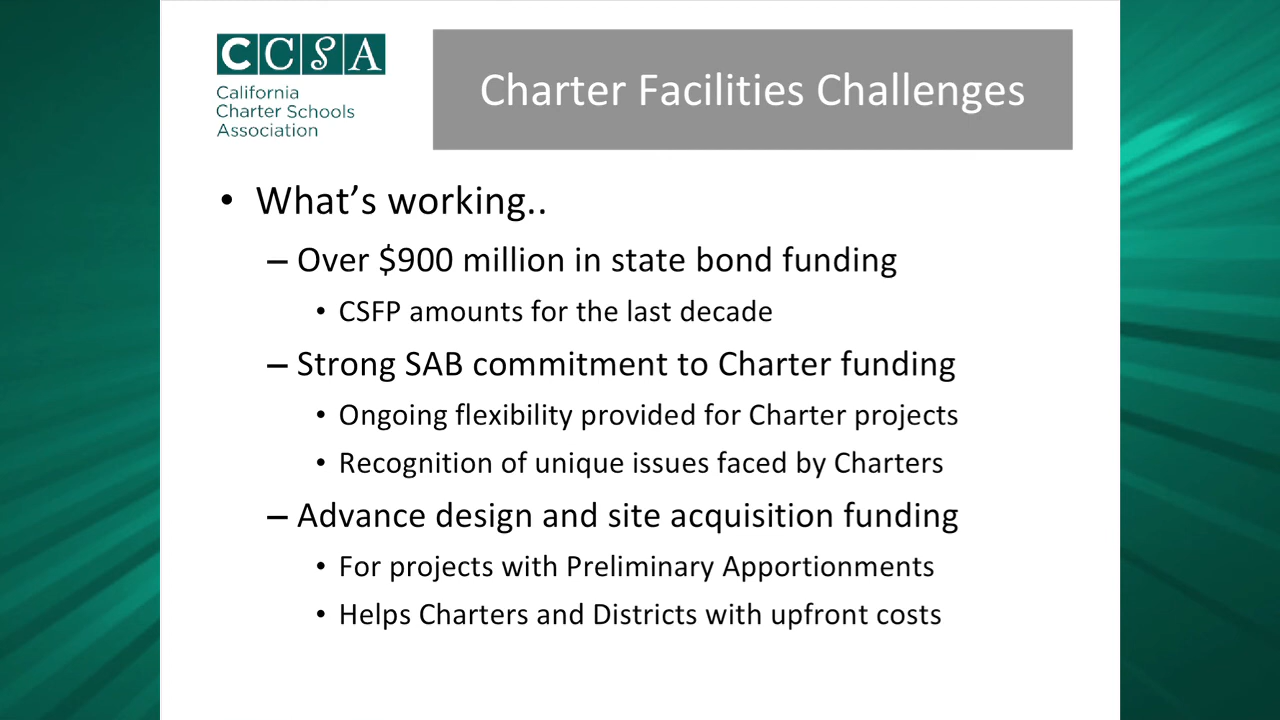 CCSA
California
Charter Schools
Association
Charter Facilities Challenges
• What's working..
– Over $900 million in state bond funding
• CSFP amounts for the last decade
– Strong SAB commitment to Charter funding
• Ongoing flexibility provided for Charter projects
• Recognition of unique issues faced by Charters
– Advance design and site acquisition funding
• For projects with Preliminary Apportionments
• Helps Charters and Districts with upfront costs